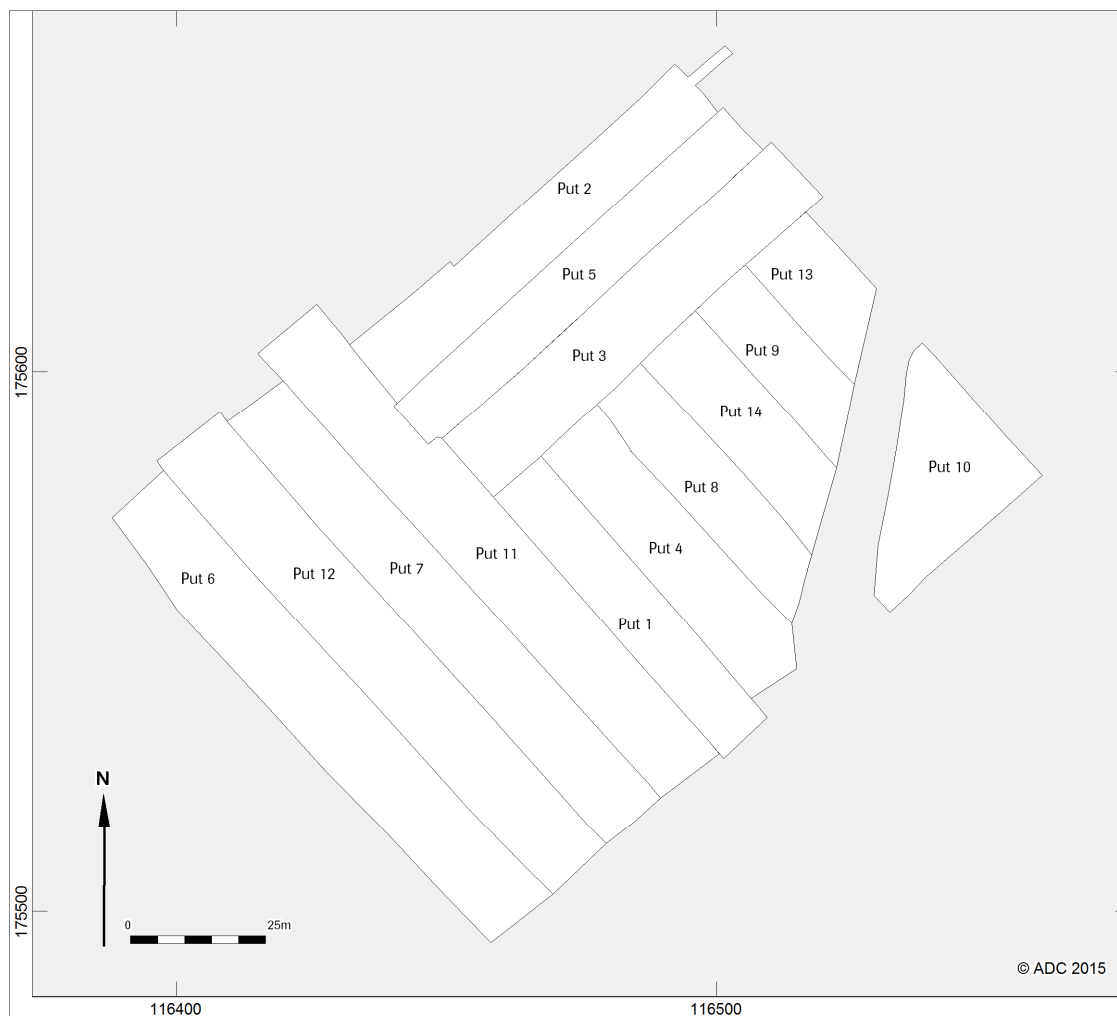 Put 2
Put 5
Put 13
Put 3
Put 9
175600
Put 14
Put 10
Put 8
Put 4
Put 11
Put 7
Put 12
Put 6
Put 1
N
0
25m
175500
© ADC 2015
116400
116500